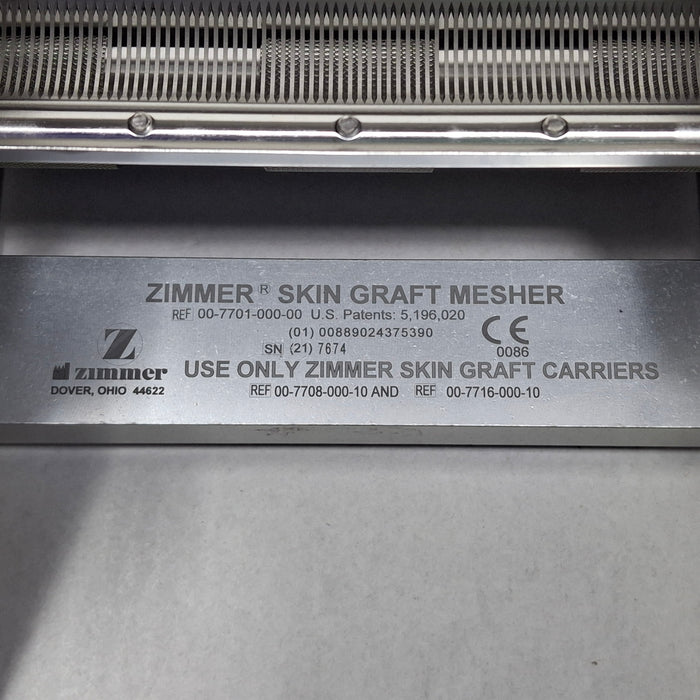 ZIMMER ® SKIN GRAFT MESHER
REF 00-7701-000-00 U.S. Patents: 5,196,020
(01) 00889024375390
SN (21) 7674
CE
0086
Z
zimmer
DOVER, OHIO 44622
USE ONLY ZIMMER SKIN GRAFT CARRIERS
REF 00-7708-000-10 AND REF 00-7716-000-10